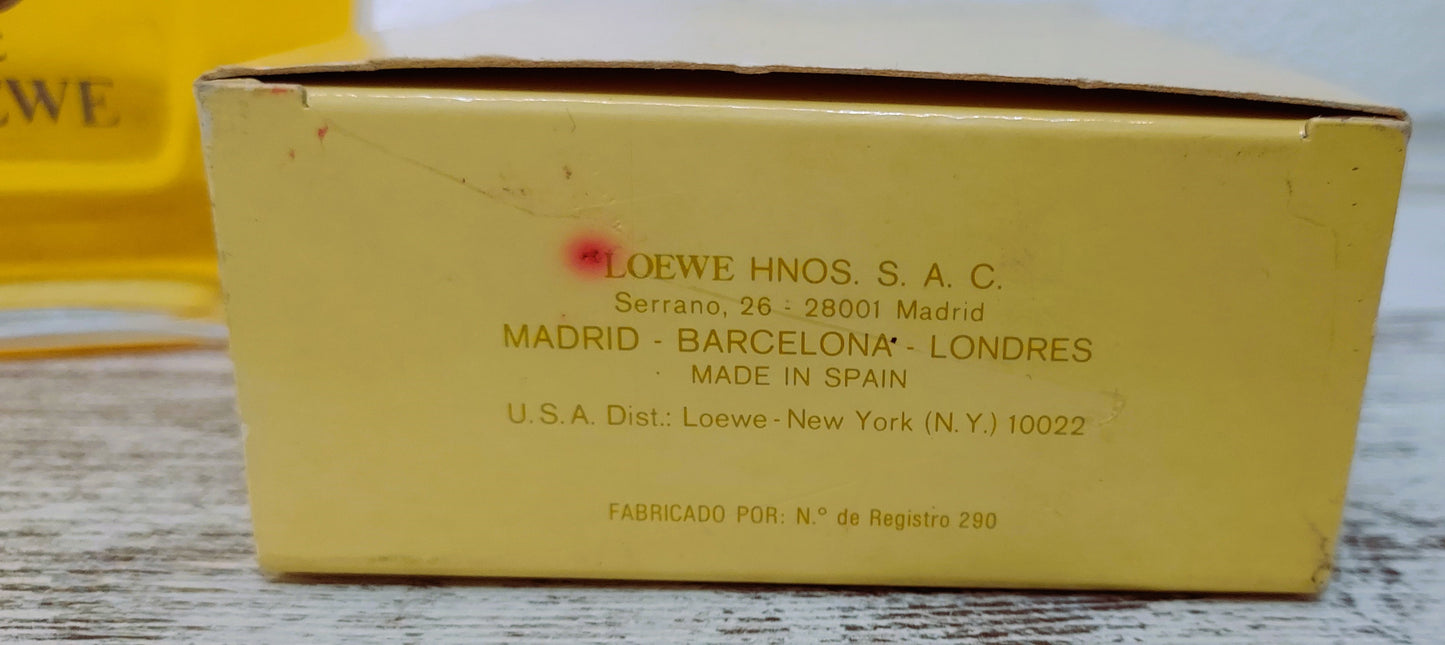 EWE
LOEWE HNOS. S. A. C.
Serrano, 26 - 28001 Madrid
MADRID - BARCELONA - LONDRES
MADE IN SPAIN
U.S.A. Dist.: Loewe - New York (N.Y.) 10022
FABRICADO POR: N.º de Registro 290